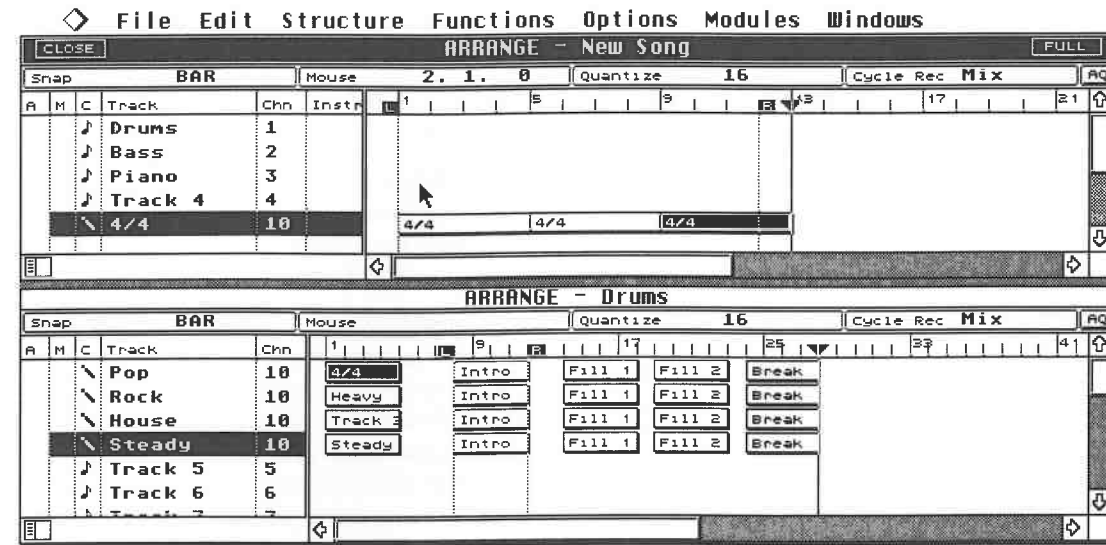 File Edit Structure Functions Options Modules Windows
CLOSE ARRANGE - New Song FULL
Snap BAR Mouse 2. 1. 0 Quantize 16 Cycle Rec Mix
A M C Track Chn Instr L 1 5 9 R 13 17 21
Drums 1
Bass 2
Piano 3
Track 4 4
4/4 10 4/4 4/4 4/4
ARRANGE - Drums
Snap BAR Mouse Quantize 16 Cycle Rec Mix
A M C Track Chn 1 L 9 R 17 25 33 41
Pop 10 4/4 Intro Fill 1 Fill 2 Break
Rock 10 Heavy Intro Fill 1 Fill 2 Break
House 10 Track 3 Intro Fill 1 Fill 2 Break
Steady 10 Steady Intro Fill 1 Fill 2 Break
Track 5 5
Track 6 6